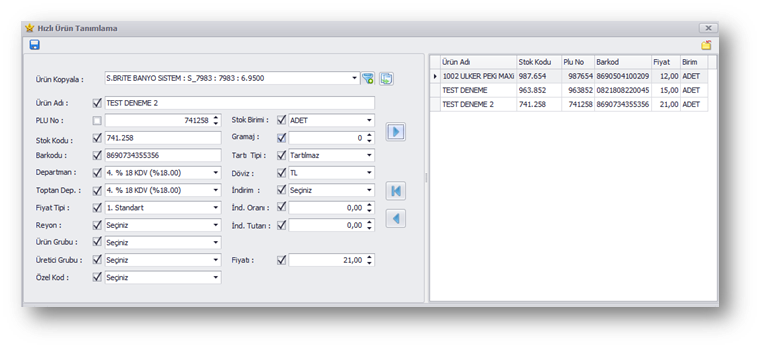 Hızlı Ürün Tanımlama
Ürün Kopyala : S.BRiTE BANYO SiSTEM : S_7983 : 7983 : 6.9500
Ürün Adı : TEST DENEME 2
PLU No : 741258 Stok Birimi : ADET
Stok Kodu : 741.258 Gramaj : 0
Barkodu : 8690734355356 Tartı Tipi : Tartılmaz
Departman : 4. % 18 KDV (%18.00) Döviz : TL
Toptan Dep. : 4. % 18 KDV (%18.00) İndirim : Seçiniz
Fiyat Tipi : 1. Standart İnd. Oranı : 0,00
Reyon : Seçiniz İnd. Tutarı : 0,00
Ürün Grubu : Seçiniz
Üretici Grubu : Seçiniz Fiyatı : 21,00
Özel Kod : Seçiniz
Ürün Adı Stok Kodu Plu No Barkod Fiyat Birim
1002 ULKER PEKi MAXi 987.654 987654 8690504100209 12,00 ADET
TEST DENEME 963.852 963852 0821808220045 15,00 ADET
TEST DENEME 2 741.258 741258 8690734355356 21,00 ADET